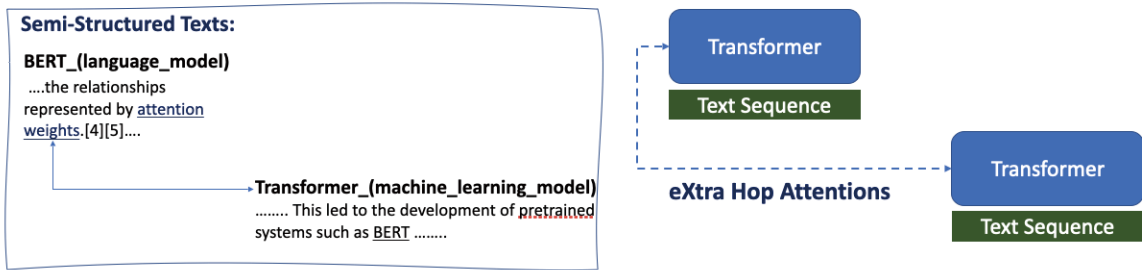 Semi-Structured Texts:
BERT_(language_model)
....the relationships
represented by attention
weights.[4][5]....
Transformer_(machine_learning_model)
…….. This led to the development of pretrained
systems such as BERT ……..
Transformer
Text Sequence
eXtra Hop Attentions
Transformer
Text Sequence